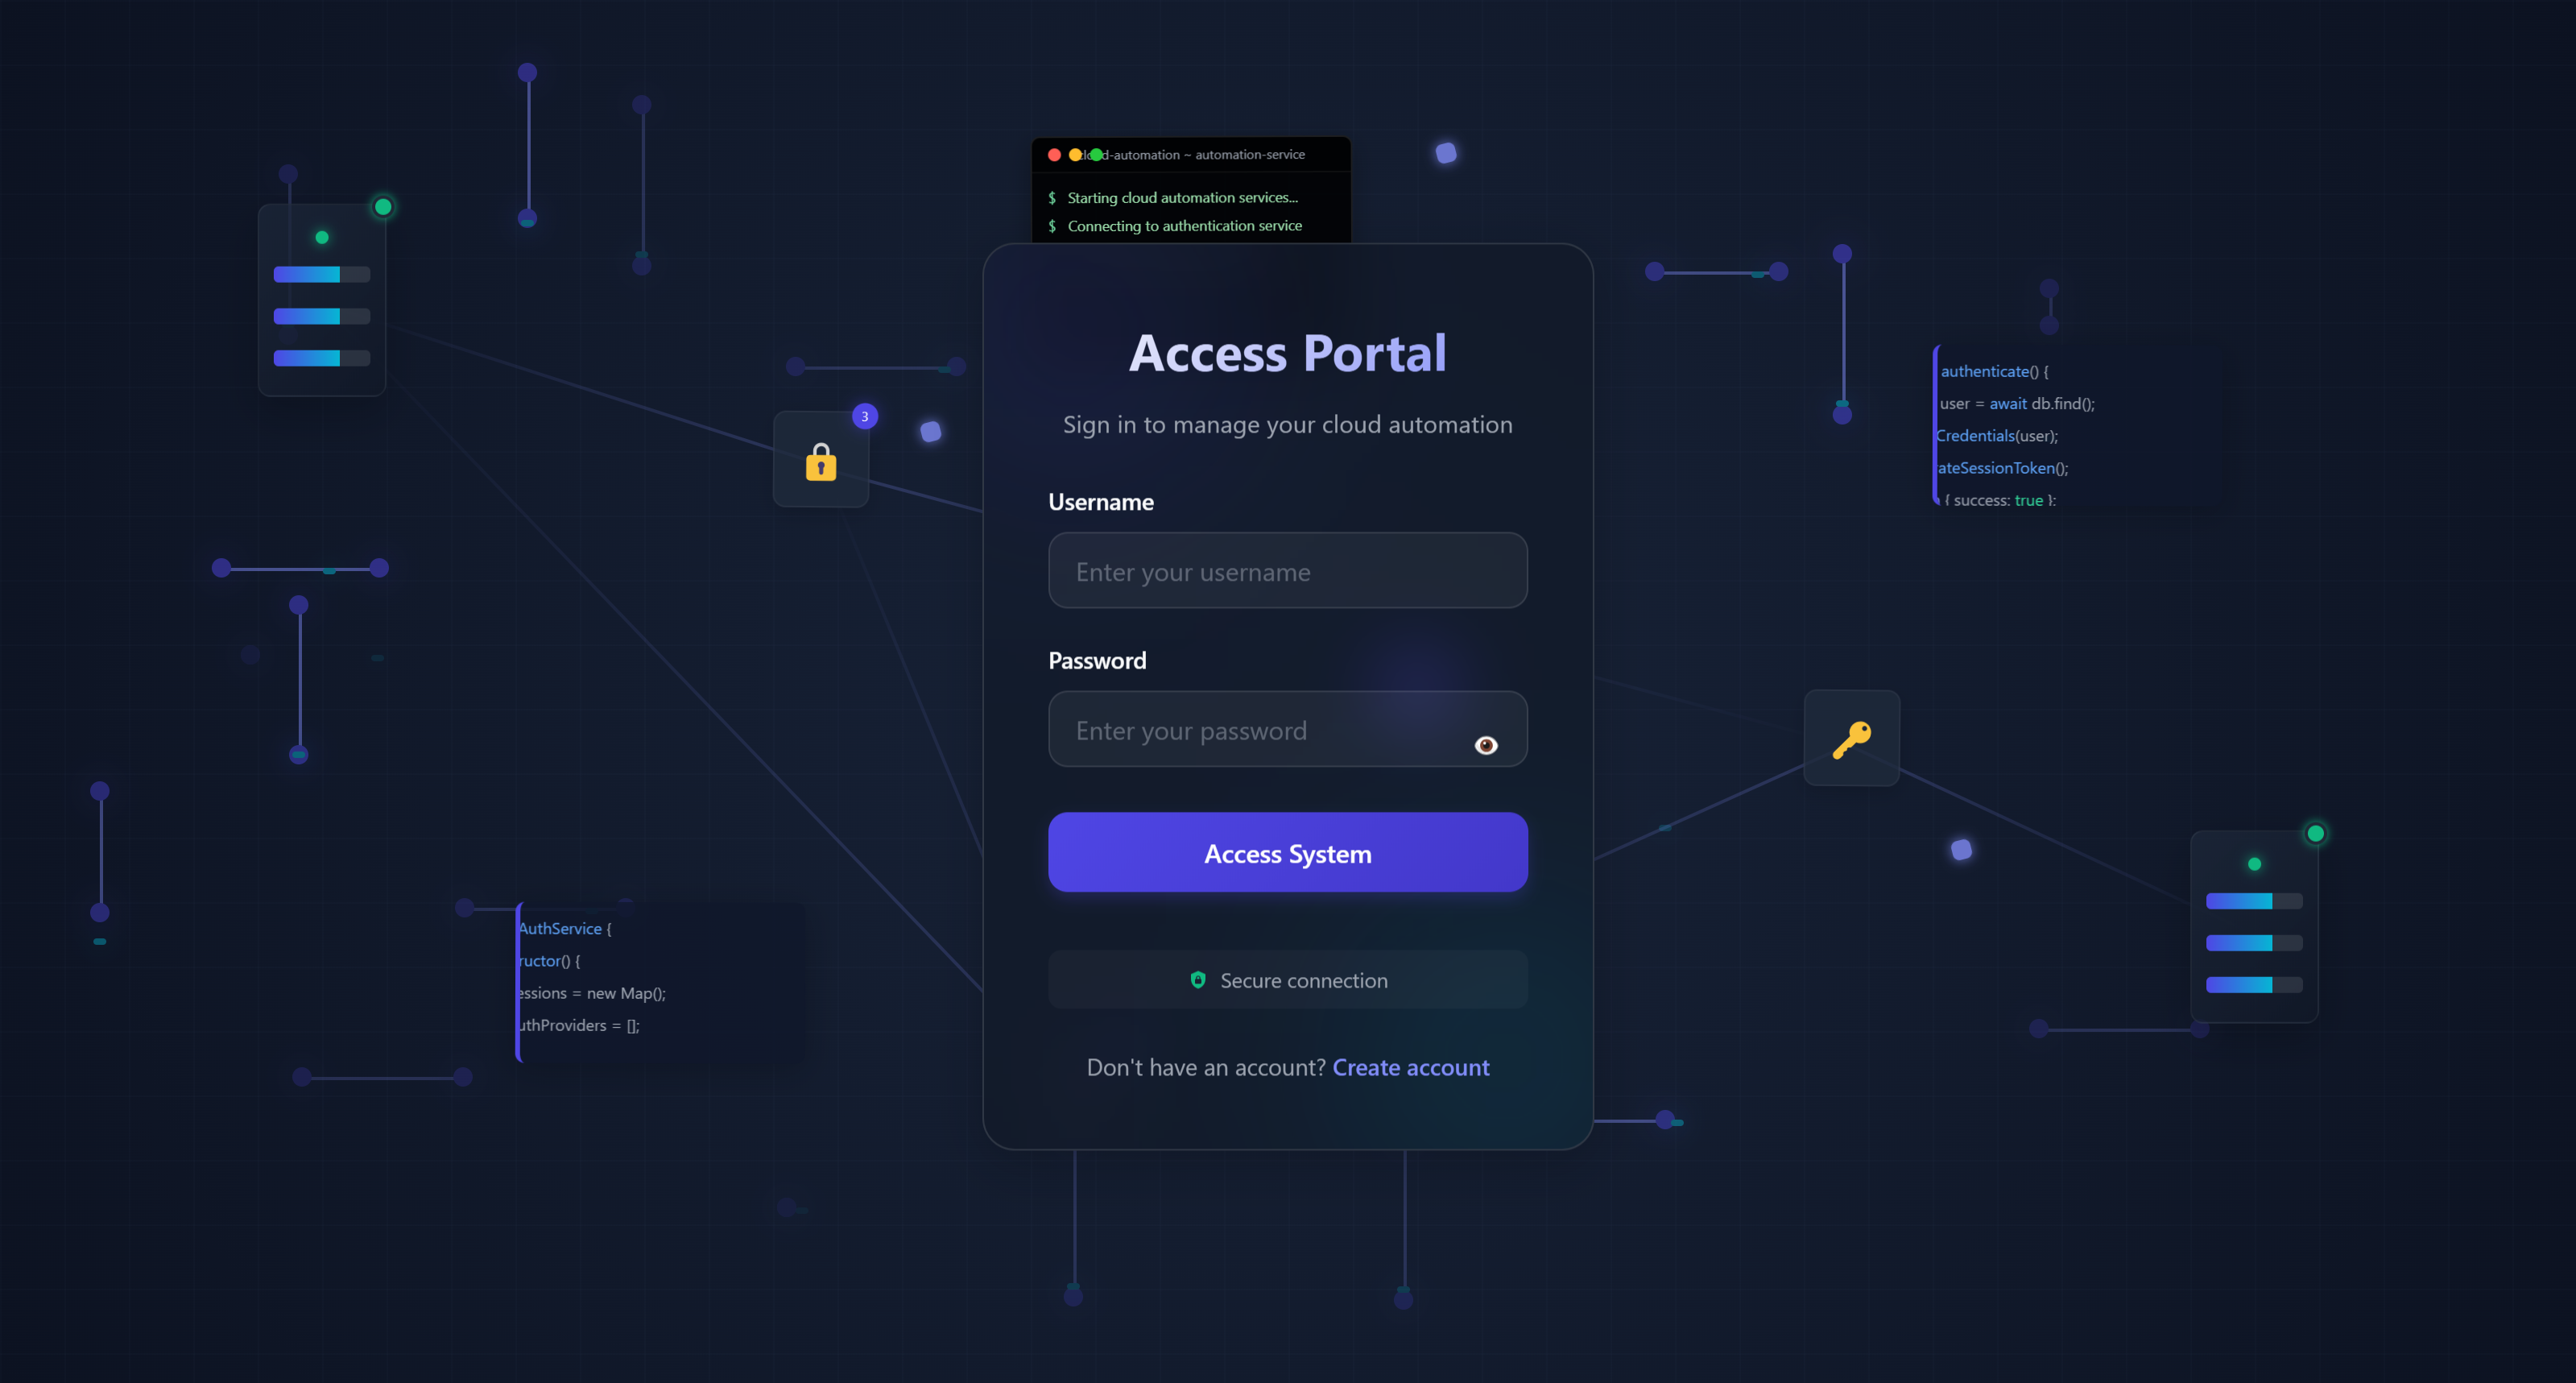 cloud-automation ~ automation-service
$ Starting cloud automation services...
$ Connecting to authentication service
Access Portal
Sign in to manage your cloud automation
Username
Enter your username
Password
Enter your password
Access System
Secure connection
Don't have an account? Create account
3
authenticate() {
user = await db.find();
Credentials(user);
ateSessionToken();
{ success: true };
AuthService {
ructor() {
essions = new Map();
uthProviders = [];